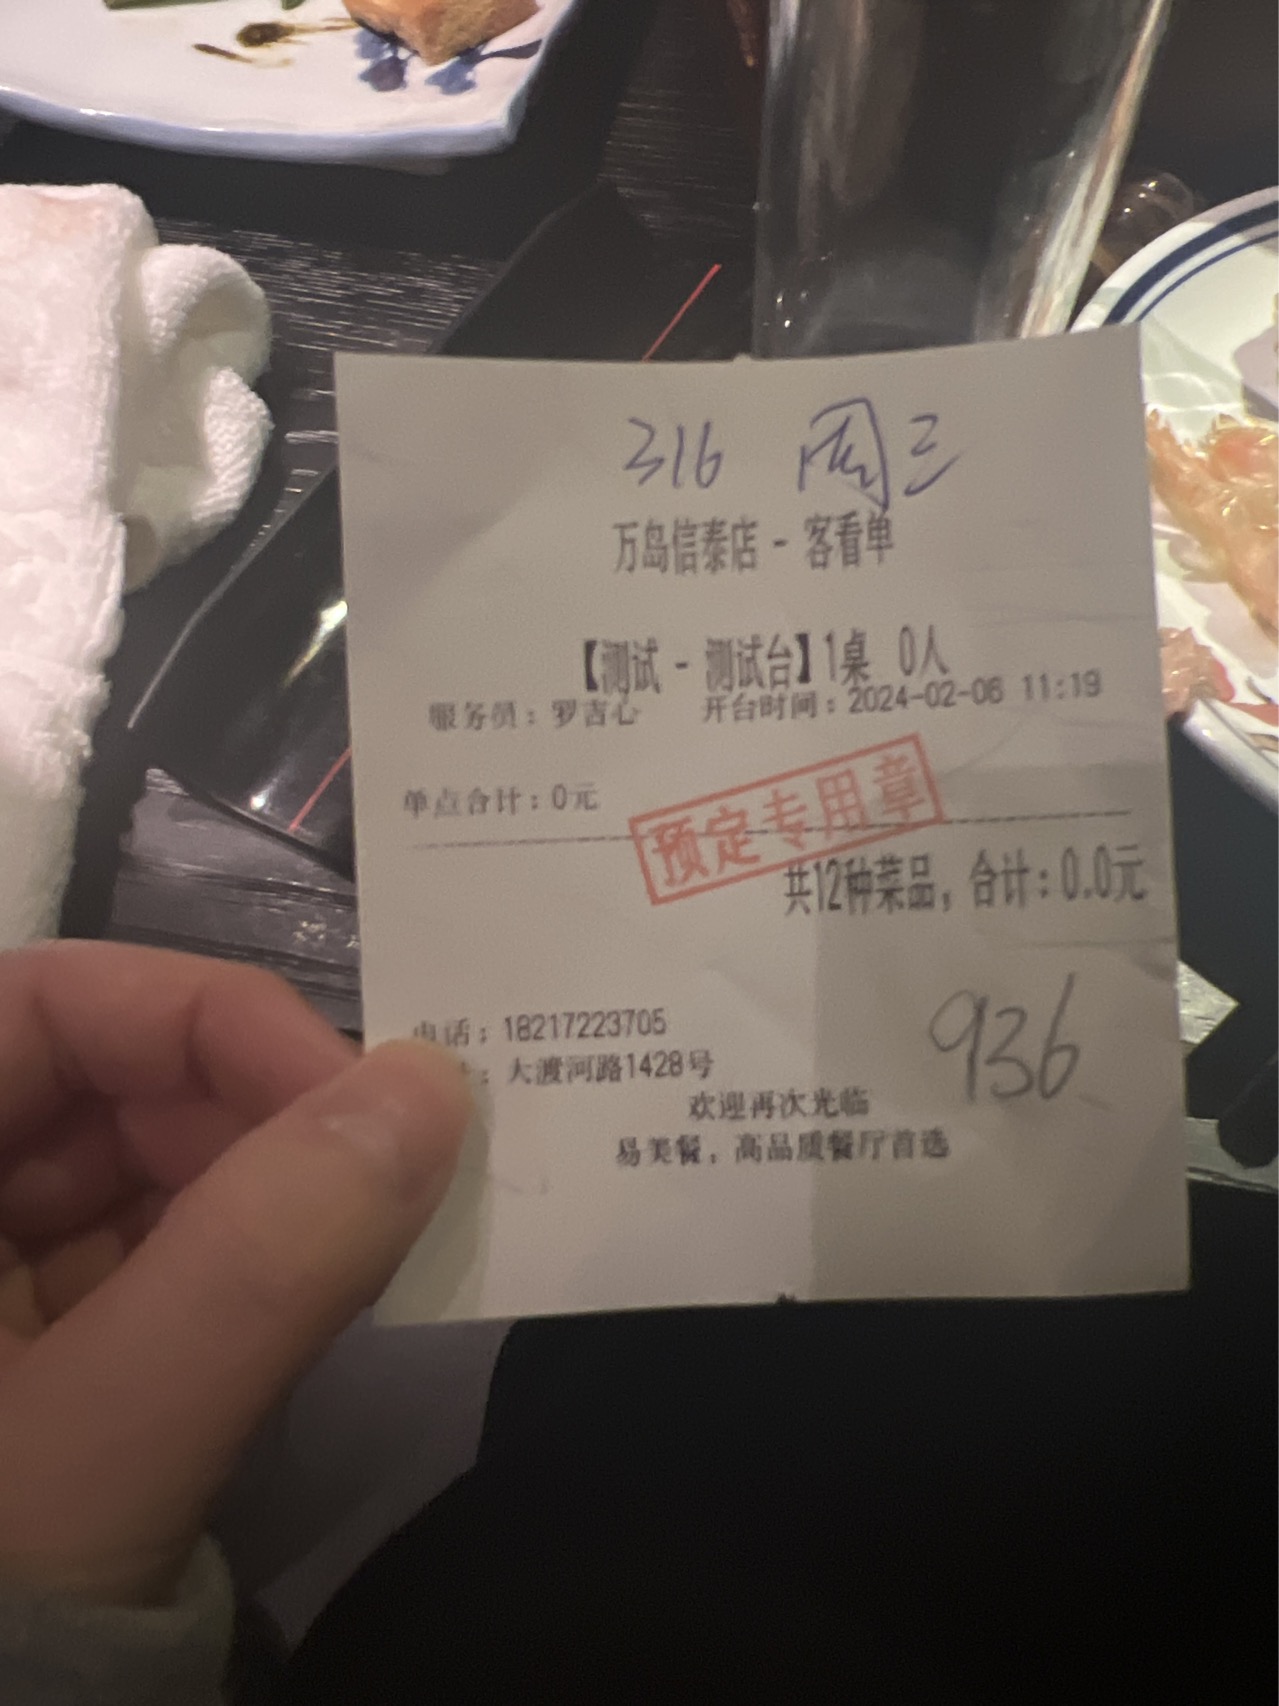 316 周三
万岛信泰店 - 客看单
【测试 - 测试台】1桌 0人
服务员：罗吉心 开台时间：2024-02-06 11:19
单点合计：0元
预定专用章
共12种菜品，合计：0.0元
936
电话：18217223705
：大渡河路1428号
欢迎再次光临
易美餐，高品质餐厅首选